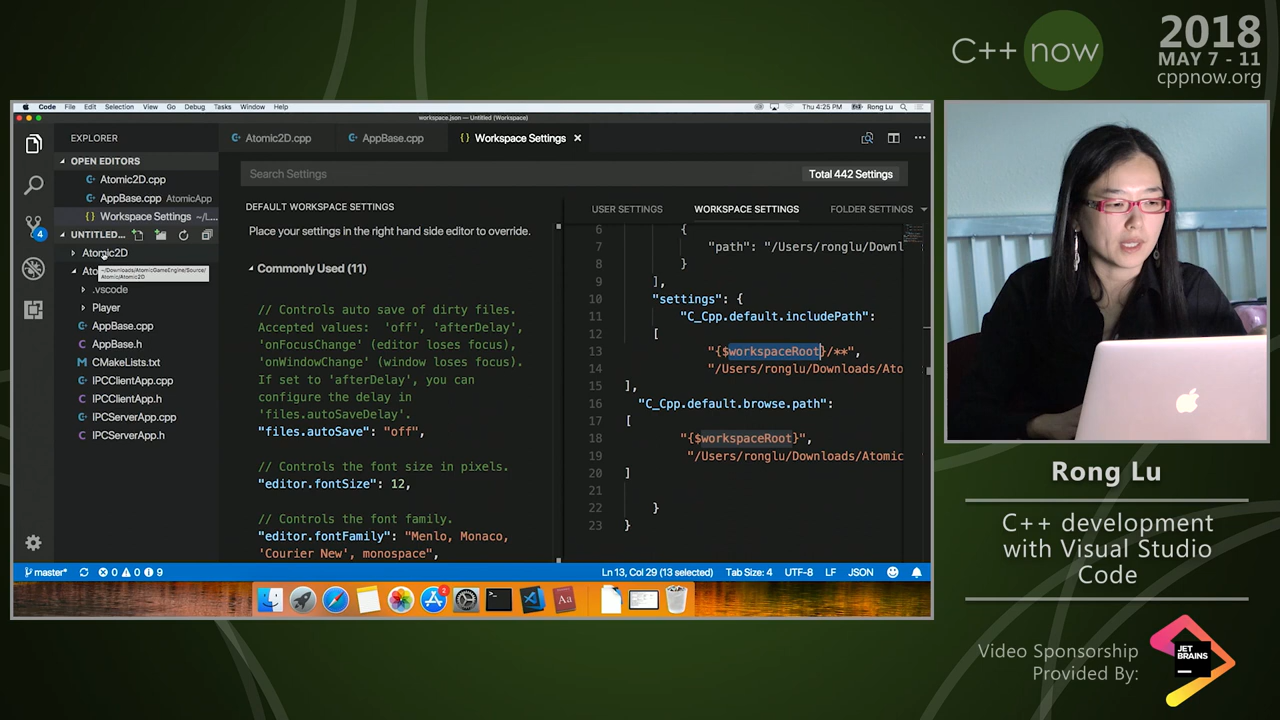 C++ now
2018
MAY 7 - 11
cppnow.org
Code File Edit Selection View Go Debug Tasks Window Help
Thu 4:25 PM Rong Lu
workspace.json — Untitled (Workspace)
EXPLORER
Atomic2D.cpp
AppBase.cpp
{ } Workspace Settings
OPEN EDITORS
Atomic2D.cpp
AppBase.cpp AtomicApp
{ } Workspace Settings ~/L...
4
UNTITLED...
Atomic2D
~/Downloads/AtomicGameEngine/Source/
Atomic/Atomic2D
Ato
.vscode
Player
AppBase.cpp
AppBase.h
CMakeLists.txt
IPCClientApp.cpp
IPCClientApp.h
IPCServerApp.cpp
IPCServerApp.h
Search Settings
Total 442 Settings
DEFAULT WORKSPACE SETTINGS
Place your settings in the right hand side editor to override.
Commonly Used (11)
// Controls auto save of dirty files.
Accepted values: 'off', 'afterDelay',
'onFocusChange' (editor loses focus),
'onWindowChange' (window loses focus).
If set to 'afterDelay', you can
configure the delay in
'files.autoSaveDelay'.
"files.autoSave": "off",
// Controls the font size in pixels.
"editor.fontSize": 12,
// Controls the font family.
"editor.fontFamily": "Menlo, Monaco,
'Courier New', monospace",
USER SETTINGS WORKSPACE SETTINGS FOLDER SETTINGS
6 {
7 "path": "/Users/ronglu/Downl
8 }
9 ],
10 "settings": {
11 "C_Cpp.default.includePath":
12 [
13 "{$workspaceRoot}/**",
14 "/Users/ronglu/Downloads/Ato
15 ],
16 "C_Cpp.default.browse.path":
17 [
18 "{$workspaceRoot}",
19 "/Users/ronglu/Downloads/Atomic
20 ]
21
22 }
23 }
master* 0 0 9
Ln 13, Col 29 (13 selected) Tab Size: 4 UTF-8 LF JSON
Rong Lu
C++ development
with Visual Studio
Code
Video Sponsorship
Provided By:
JET
BRAINS